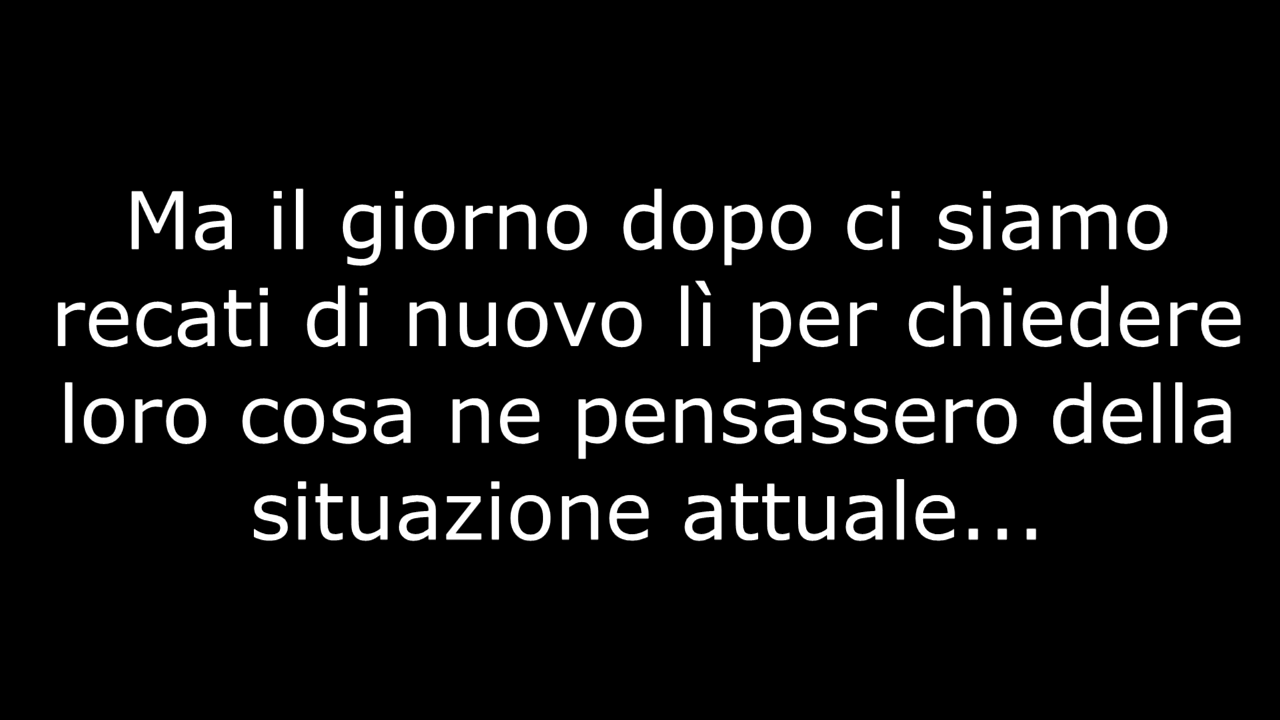 Ma il giorno dopo ci siamo
recati di nuovo lì per chiedere
loro cosa ne pensassero della
situazione attuale...